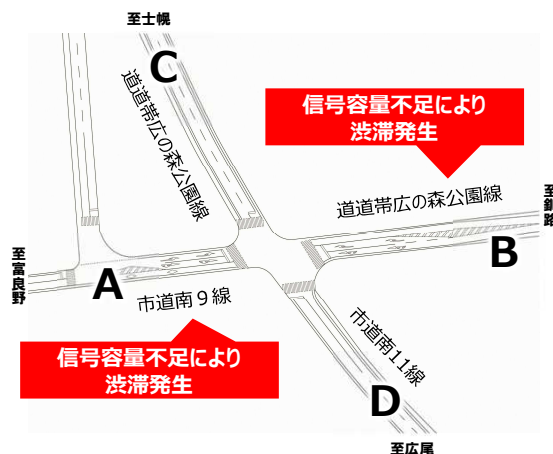 至士幌
C
道道帯広の森公園線
信号容量不足により
渋滞発生
道道帯広の森公園線
至釧路
B
至富良野
A
市道南9線
信号容量不足により
渋滞発生
市道南11線
D
至広尾